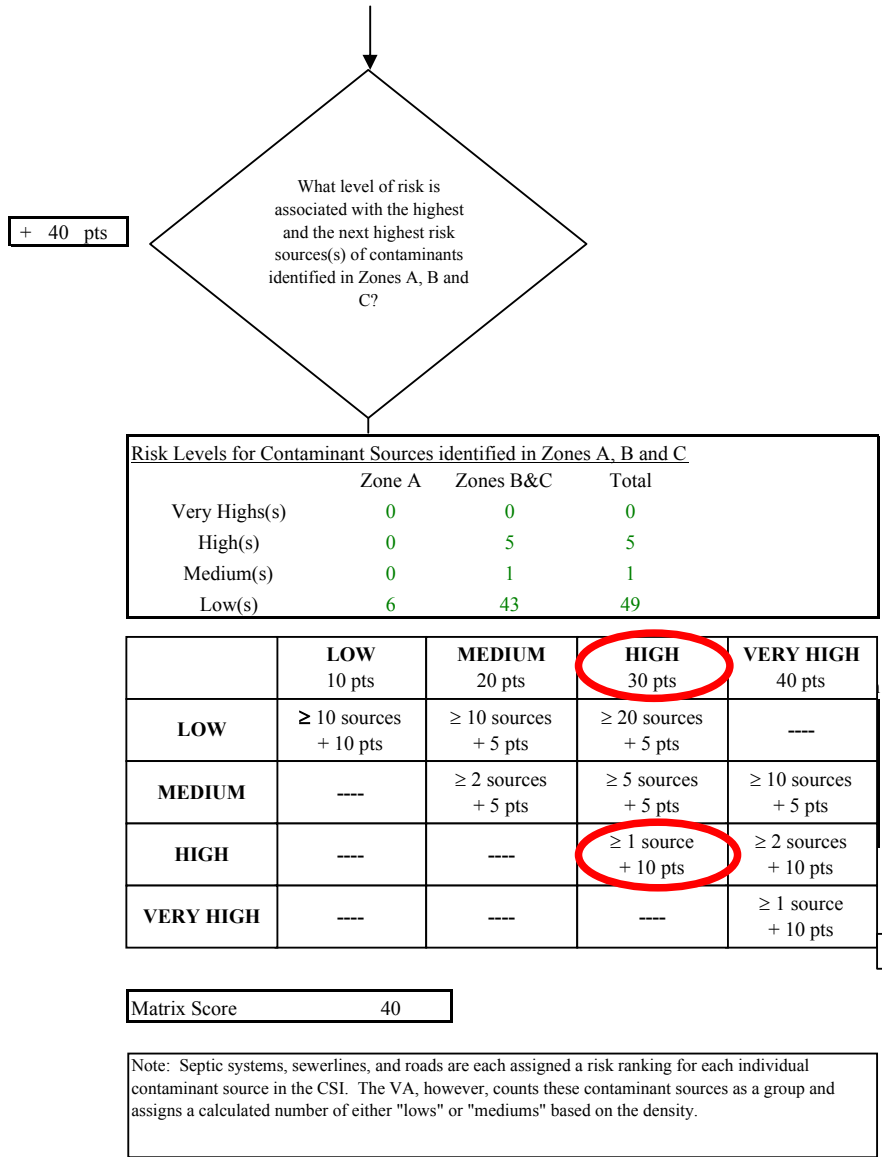 What level of risk is
associated with the highest
and the next highest risk
sources(s) of contaminants
identified in Zones A, B and
C?
+ 40 pts
Risk Levels for Contaminant Sources identified in Zones A, B and C
Zone A Zones B&C Total
Very Highs(s) 0 0 0
High(s) 0 5 5
Medium(s) 0 1 1
Low(s) 6 43 49
LOW MEDIUM HIGH VERY HIGH
10 pts 20 pts 30 pts 40 pts
LOW ≥ 10 sources + 10 pts ≥ 10 sources + 5 pts ≥ 20 sources + 5 pts ----
MEDIUM ---- ≥ 2 sources + 5 pts ≥ 5 sources + 5 pts ≥ 10 sources + 5 pts
HIGH ---- ---- ≥ 1 source + 10 pts ≥ 2 sources + 10 pts
VERY HIGH ---- ---- ---- ≥ 1 source + 10 pts
Matrix Score 40
Note: Septic systems, sewerlines, and roads are each assigned a risk ranking for each individual
contaminant source in the CSI. The VA, however, counts these contaminant sources as a group and
assigns a calculated number of either "lows" or "mediums" based on the density.